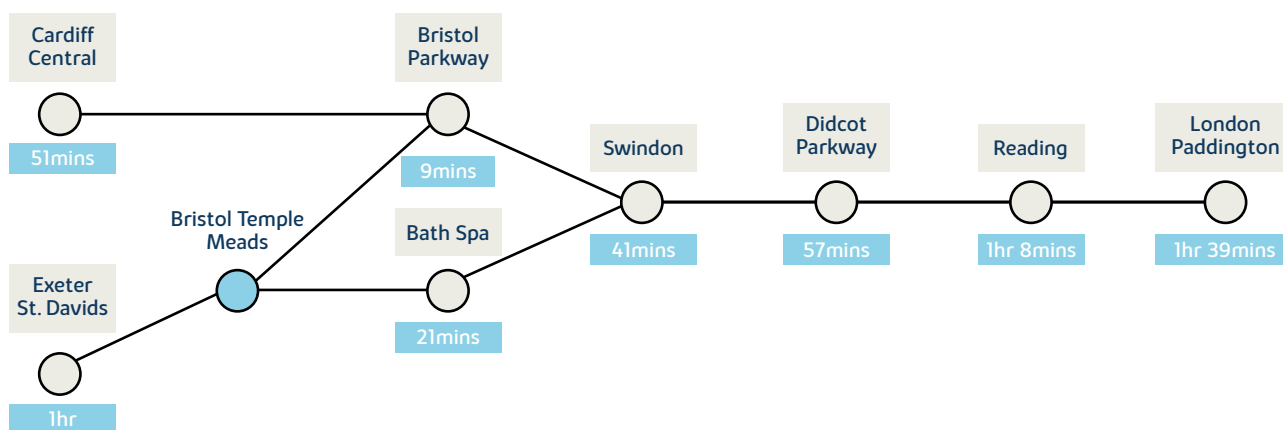 Cardiff
Central
51mins
Bristol
Parkway
9mins
Bristol Temple
Meads
Exeter
St. Davids
1hr
Bath Spa
21mins
Swindon
41mins
Didcot
Parkway
57mins
Reading
1hr 8mins
London
Paddington
1hr 39mins